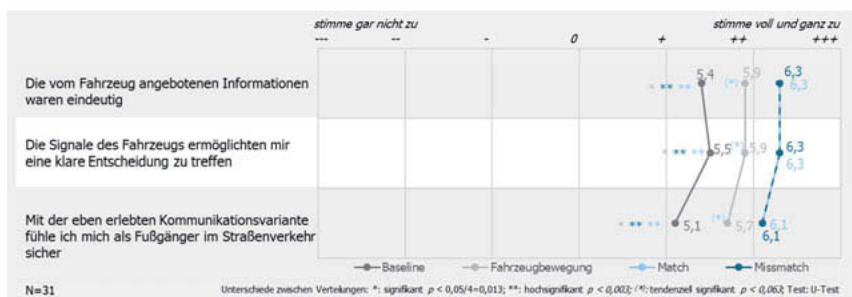 stimme gar nicht zu stimme voll und ganz zu
--- -- - 0 + ++ +++
Die vom Fahrzeug angebotenen Informationen
waren eindeutig
* ** ** 5,4 (*) 5,9 6,3
6,3
Die Signale des Fahrzeugs ermöglichten mir
eine klare Entscheidung zu treffen
* ** ** 5,5 (*) 5,9 6,3
6,3
Mit der eben erlebten Kommunikationsvariante
fühle ich mich als Fußgänger im Straßenverkehr
sicher
* ** ** 5,1 (*) 5,7 6,1
6,1
Baseline Fahrzeugbewegung Match Missmatch
N=31 Unterschiede zwischen Verteilungen: *: signifikant p < 0,05/4=0,013; **: hochsignifikant p < 0,003; (*): tendenziell signifikant p < 0,063; Test: U-Test